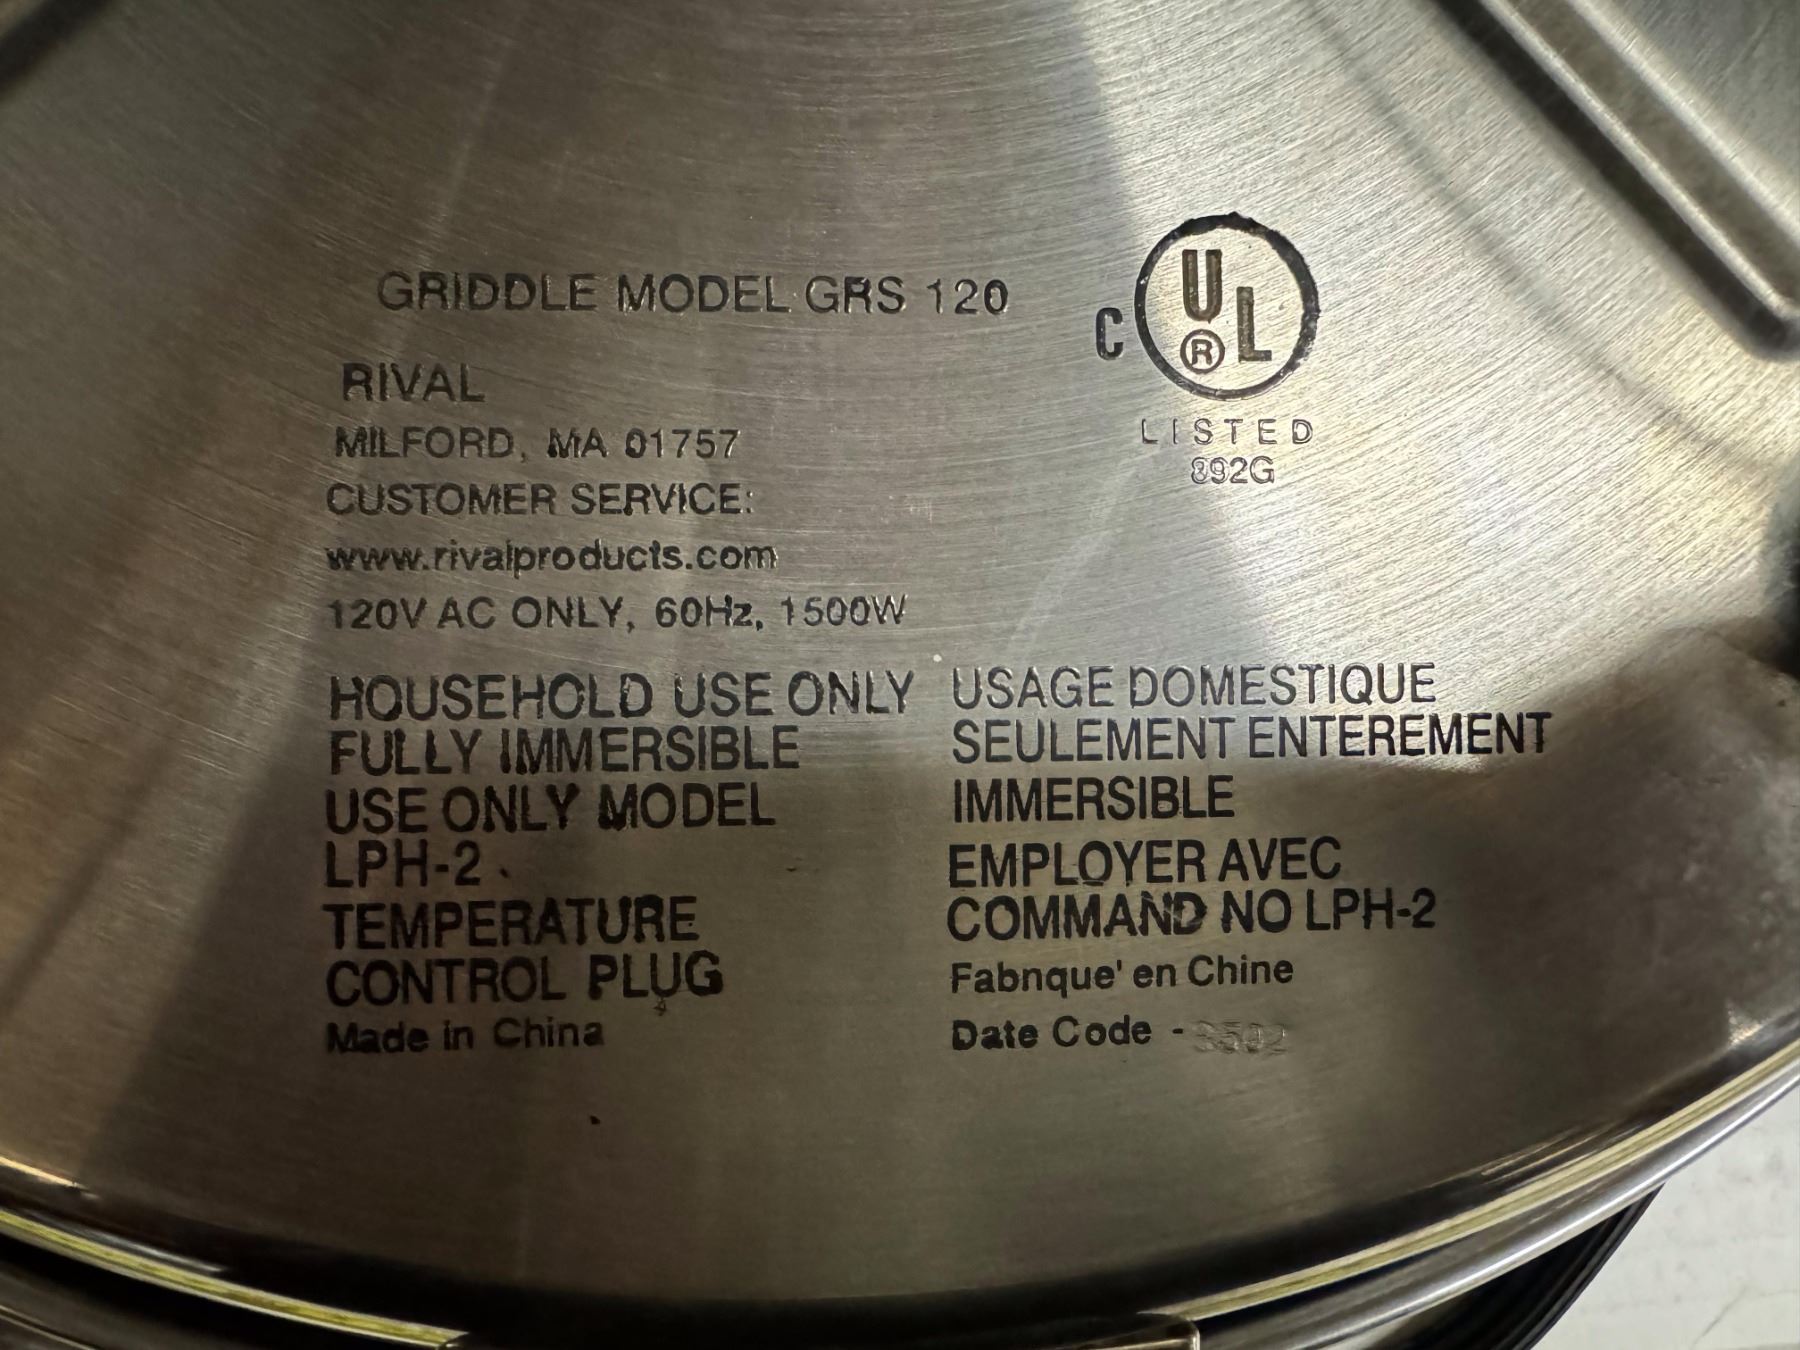 GRIDDLE MODEL GRS 120
C UL ®
LISTED
892G
RIVAL
MILFORD, MA 01757
CUSTOMER SERVICE:
www.rivalproducts.com
120V AC ONLY, 60Hz, 1500W
HOUSEHOLD USE ONLY
FULLY IMMERSIBLE
USE ONLY MODEL
LPH-2
TEMPERATURE
CONTROL PLUG
Made in China
USAGE DOMESTIQUE
SEULEMENT ENTEREMENT
IMMERSIBLE
EMPLOYER AVEC
COMMAND NO LPH-2
Fabnque' en Chine
Date Code -